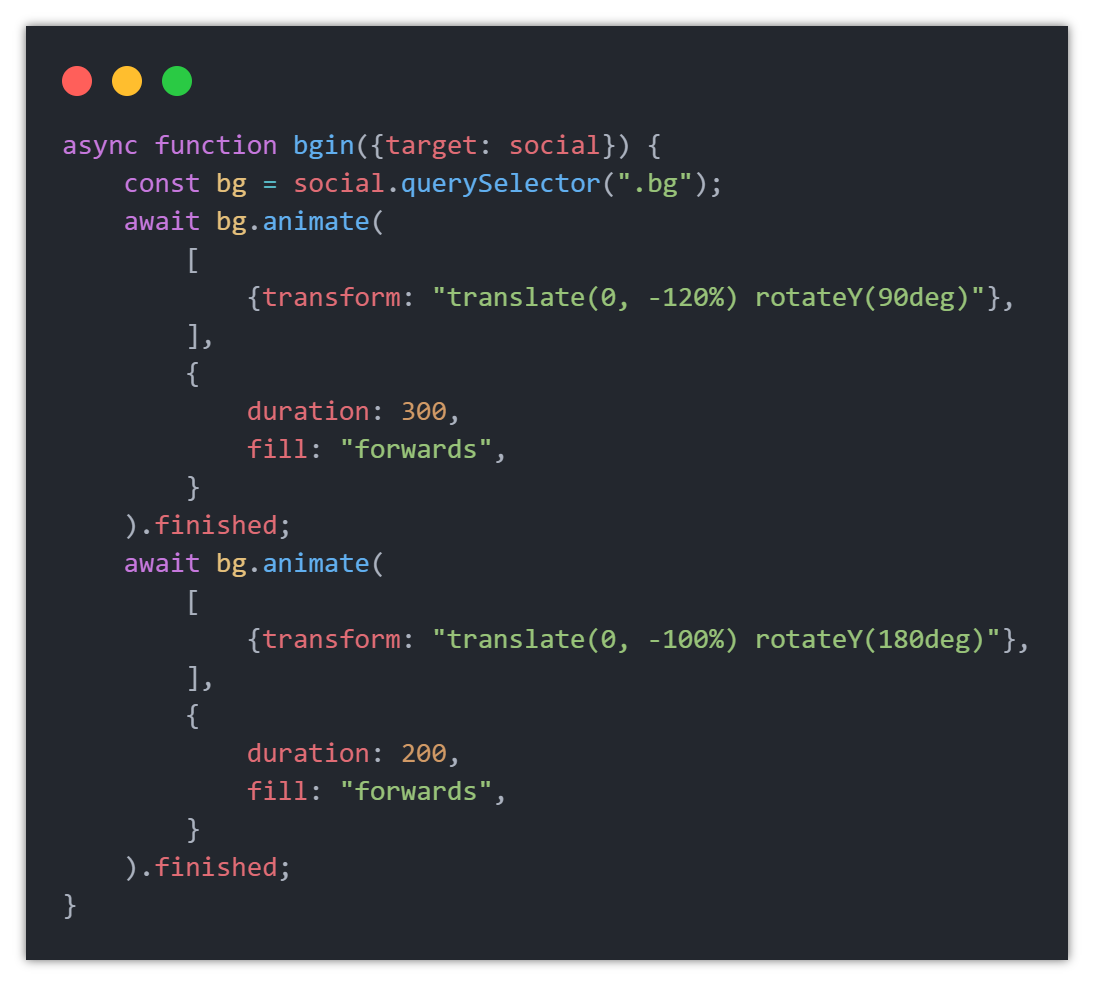 async function bgin({target: social}) {
    const bg = social.querySelector(".bg");
    await bg.animate(
        [
            {transform: "translate(0, -120%) rotateY(90deg)"},
        ],
        {
            duration: 300,
            fill: "forwards",
        }
    ).finished;
    await bg.animate(
        [
            {transform: "translate(0, -100%) rotateY(180deg)"},
        ],
        {
            duration: 200,
            fill: "forwards",
        }
    ).finished;
}